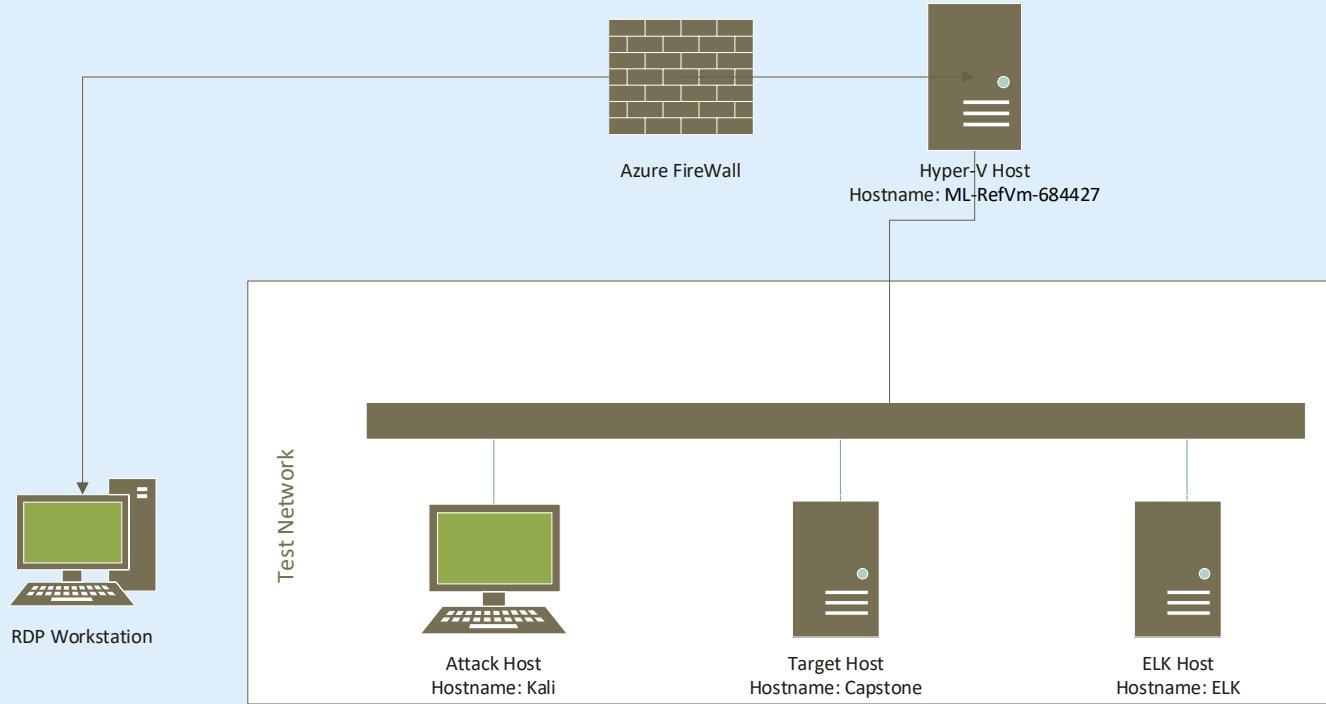 Azure FireWall
Hyper-V Host
Hostname: ML-RefVm-684427
Test Network
RDP Workstation
Attack Host
Hostname: Kali
Target Host
Hostname: Capstone
ELK Host
Hostname: ELK